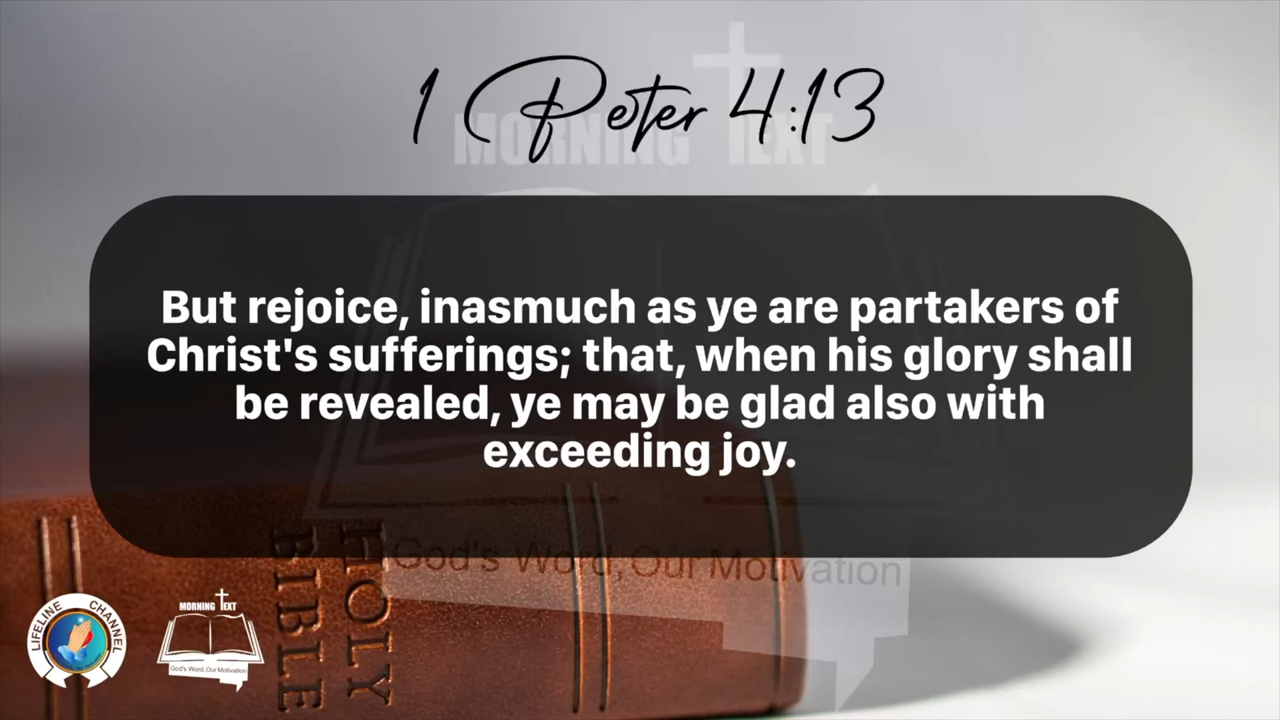 1 Peter 4:13
MORNING TEXT
But rejoice, inasmuch as ye are partakers of
Christ's sufferings; that, when his glory shall
be revealed, ye may be glad also with
exceeding joy.
God's Word, Our Motivation
HOLY
BIBLE
LIFELINE CHANNEL
MORNING TEXT
God's Word, Our Motivation